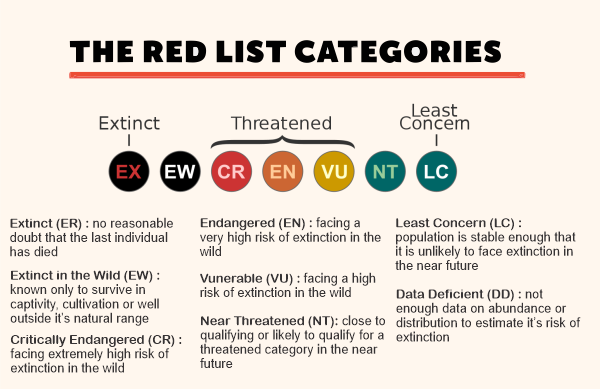 THE RED LIST CATEGORIES
Extinct
Threatened
Least
Concern
EX
EW
CR
EN
VU
NT
LC
Extinct (ER) : no reasonable
doubt that the last individual
has died
Extinct in the Wild (EW) :
known only to survive in
captivity, cultivation or well
outside it's natural range
Critically Endangered (CR) :
facing extremely high risk of
extinction in the wild
Endangered (EN) : facing a
very high risk of extinction in the
wild
Vunerable (VU) : facing a high
risk of extinction in the wild
Near Threatened (NT): close to
qualifying or likely to qualify for a
threatened category in the near
future
Least Concern (LC) :
population is stable enough that
it is unlikely to face extinction in
the near future
Data Deficient (DD) : not
enough data on abundance or
distribution to estimate it's risk of
extinction